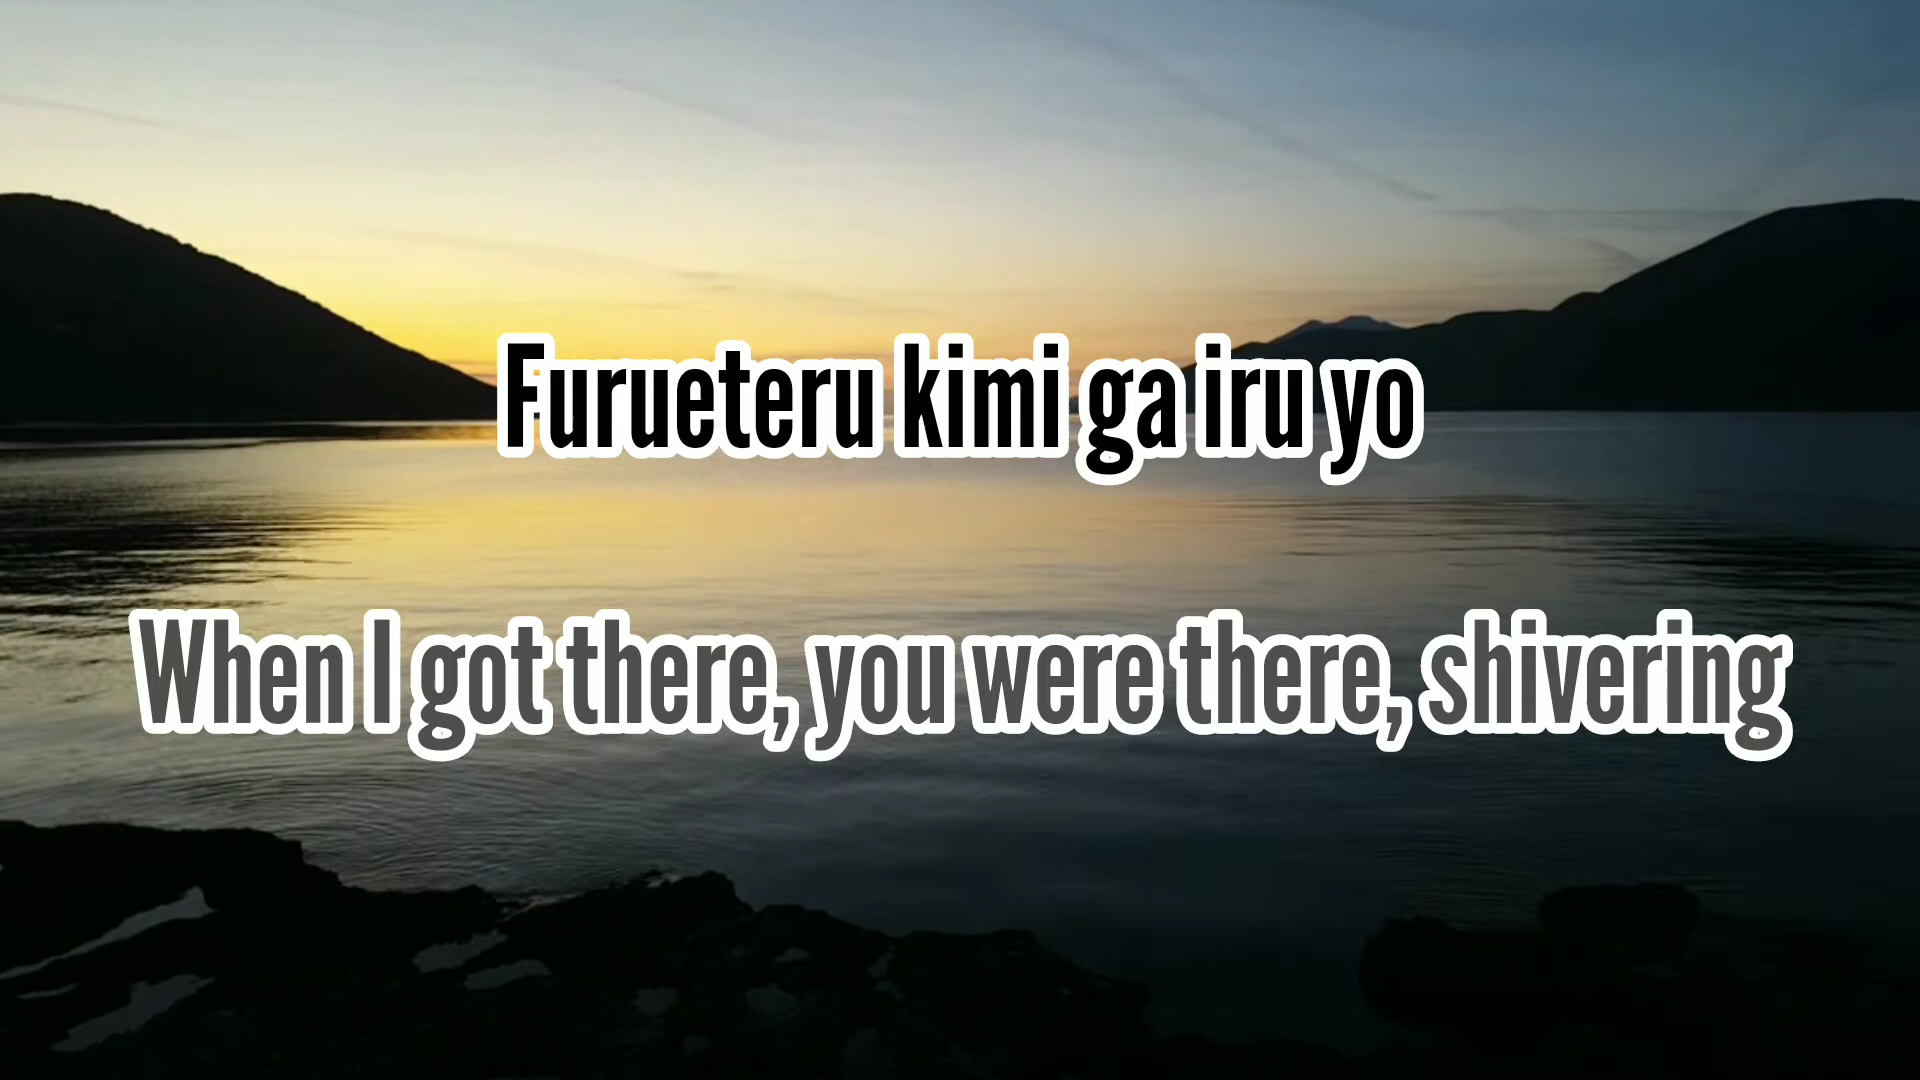 Furueteru kimi ga iru yo
When I got there, you were there, shivering